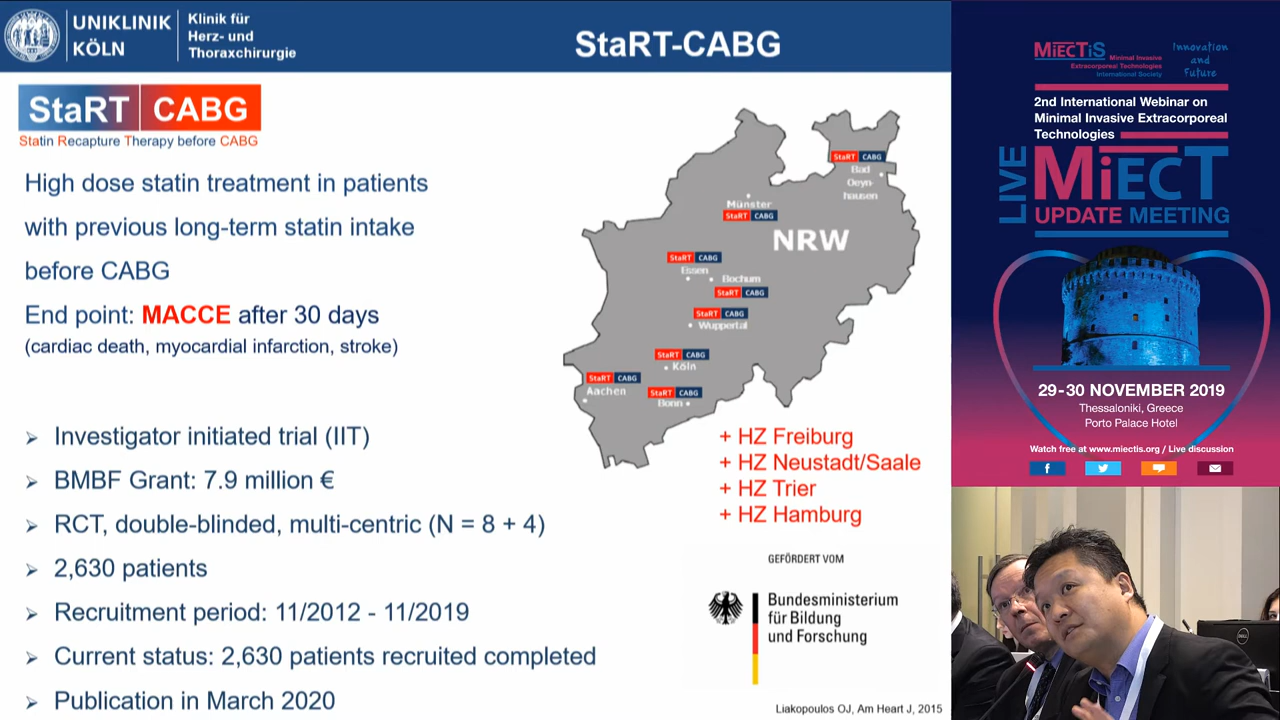 UNIKLINIK
KÖLN
Klinik für
Herz- und
Thoraxchirurgie
StaRT-CABG
StaRT CABG
Statin Recapture Therapy before CABG
High dose statin treatment in patients
with previous long-term statin intake
before CABG
End point: MACCE after 30 days
(cardiac death, myocardial infarction, stroke)
➢ Investigator initiated trial (IIT)
➢ BMBF Grant: 7.9 million €
➢ RCT, double-blinded, multi-centric (N = 8 + 4)
➢ 2,630 patients
➢ Recruitment period: 11/2012 - 11/2019
➢ Current status: 2,630 patients recruited completed
➢ Publication in March 2020
StaRT CABG
Bad
Oeyn-
hausen
Münster
StaRT CABG
NRW
StaRT CABG
Essen
Bochum
StaRT CABG
StaRT CABG
Wuppertal
StaRT CABG
Köln
StaRT CABG
Aachen
StaRT CABG
Bonn
+ HZ Freiburg
+ HZ Neustadt/Saale
+ HZ Trier
+ HZ Hamburg
GEFÖRDERT VOM
Bundesministerium
für Bildung
und Forschung
Liakopoulos OJ, Am Heart J, 2015
MiECTiS
Minimal Invasive
Extracorporeal Technologies
International Society
Innovation
and
Future
2nd International Webinar on
Minimal Invasive Extracorporeal
Technologies
LIVE
MiECT
UPDATE MEETING
29-30 NOVEMBER 2019
Thessaloniki, Greece
Porto Palace Hotel
Watch free at www.miectis.org / Live discussion
DELL